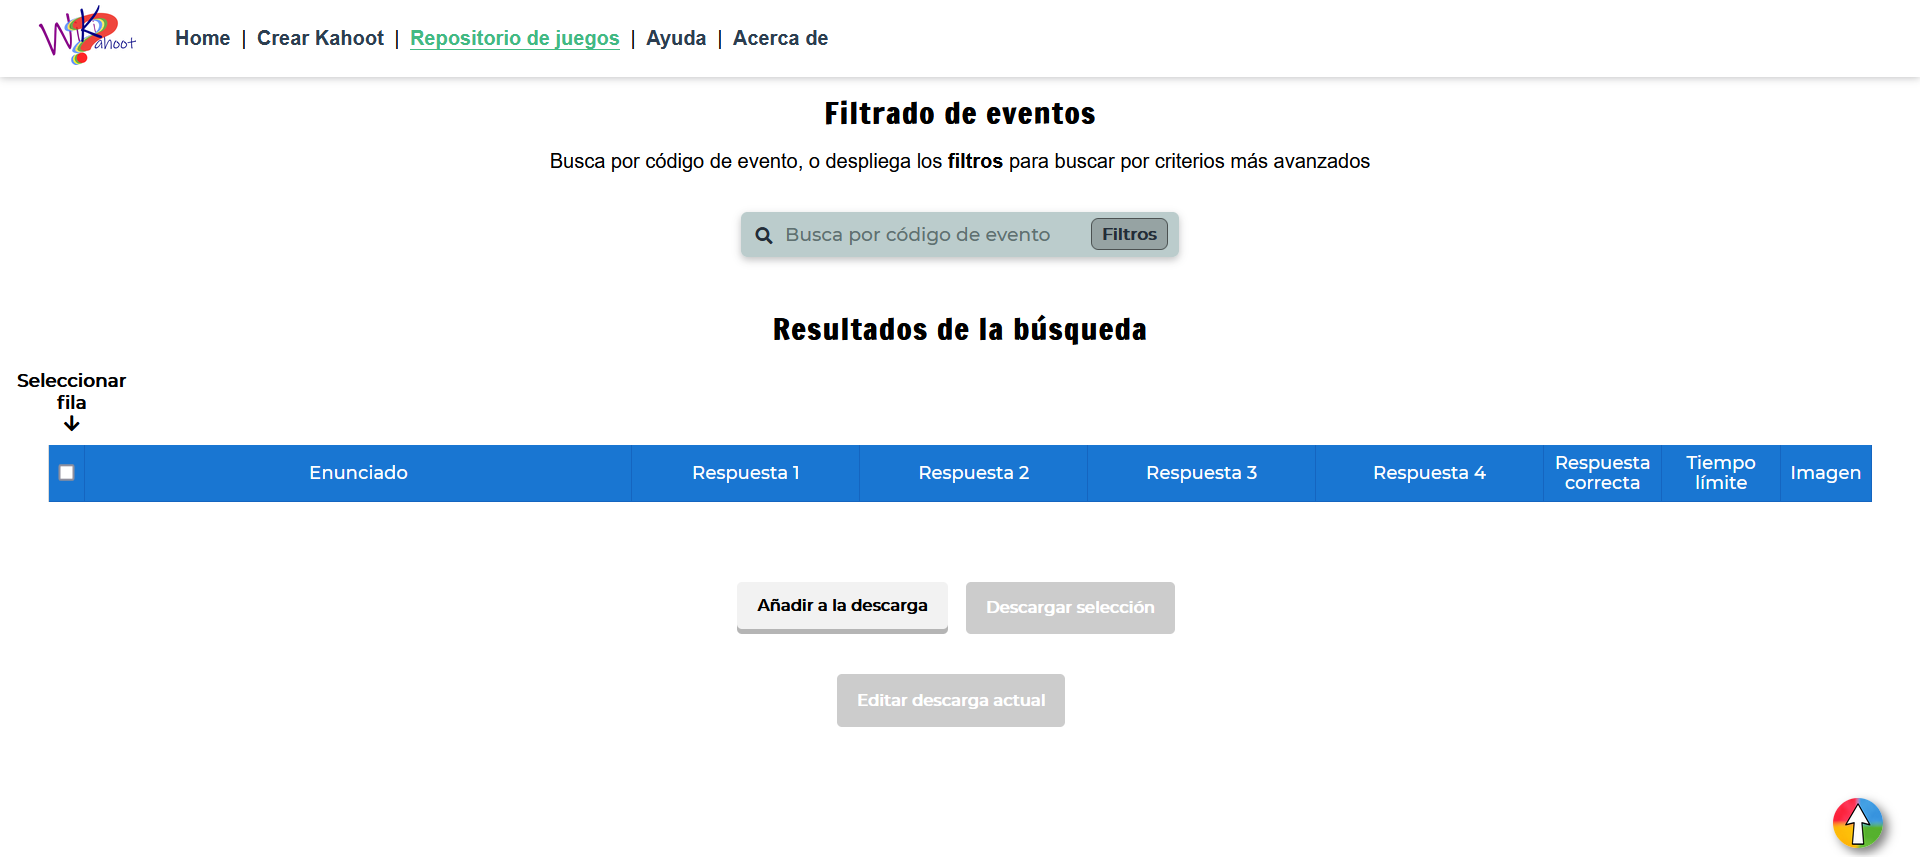 WiKahoot
Home | Crear Kahoot | Repositorio de juegos | Ayuda | Acerca de
Filtrado de eventos
Busca por código de evento, o despliega los filtros para buscar por criterios más avanzados
Busca por código de evento
Filtros
Resultados de la búsqueda
Seleccionar
fila
Enunciado
Respuesta 1
Respuesta 2
Respuesta 3
Respuesta 4
Respuesta
correcta
Tiempo
límite
Imagen
Añadir a la descarga
Descargar selección
Editar descarga actual